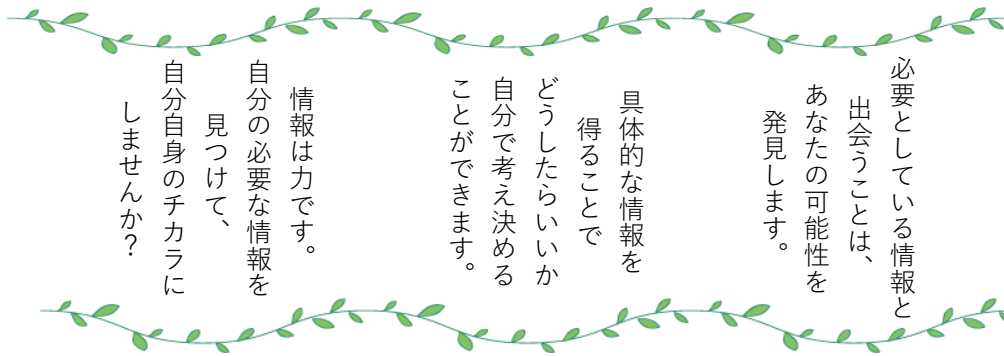 必要としている情報と
出会うことは、
あなたの可能性を
発見します。
具体的な情報を
得ることで
どうしたらいいか
自分で考え決める
ことができます。
情報は力です。
自分の必要な情報を
見つけて、
自分自身のチカラに
しませんか?